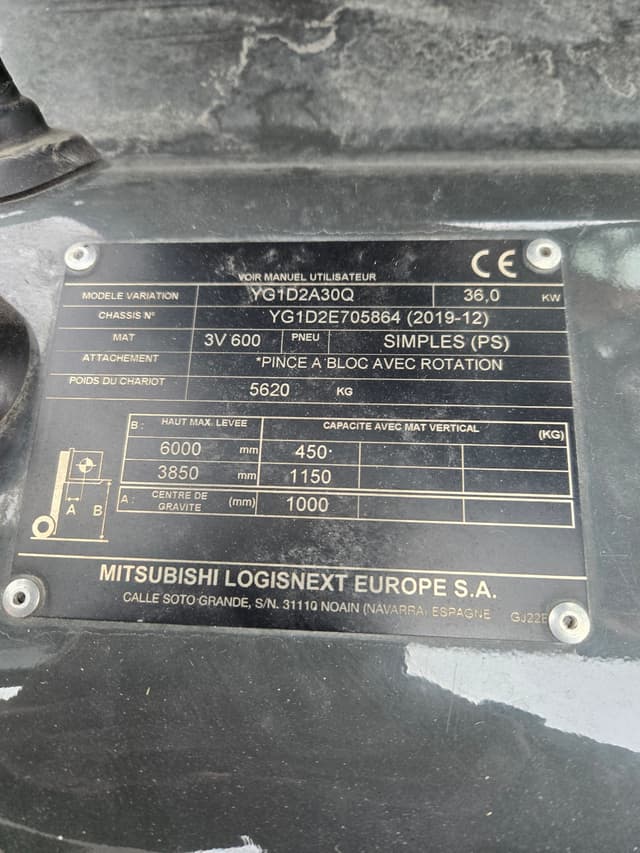 CE
VOIR MANUEL UTILISATEUR
MODELE VARIATION YG1D2A30Q 36,0 KW
CHASSIS N° YG1D2E705864 (2019-12)
MAT 3V 600 PNEU SIMPLES (PS)
ATTACHEMENT *PINCE A BLOC AVEC ROTATION
POIDS DU CHARIOT 5620 KG
B: HAUT MAX. LEVEE CAPACITE AVEC MAT VERTICAL (KG)
6000 mm 450
3850 mm 1150
A: CENTRE DE GRAVITE (mm) 1000
A B
MITSUBISHI LOGISNEXT EUROPE S.A.
CALLE SOTO GRANDE, S/N. 31110 NOAIN (NAVARRA) ESPAGNE